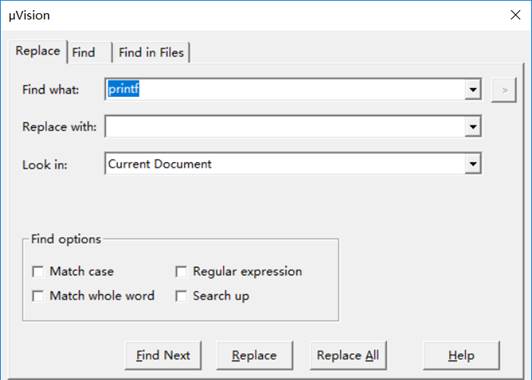 µVision
Replace Find Find in Files
Find what: printf >
Replace with:
Look in: Current Document
Find options
Match case Regular expression
Match whole word Search up
Find Next Replace Replace All Help